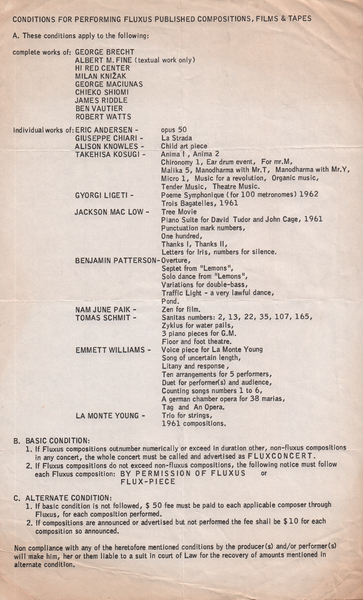 CONDITIONS FOR PERFORMING FLUXUS PUBLISHED COMPOSITIONS, FILMS & TAPES
A. These conditions apply to the following:
complete works of: GEORGE BRECHT
ALBERT M. FINE (textual work only)
HI RED CENTER
MILAN KNIŽAK
GEORGE MACIUNAS
CHIEKO SHIOMI
JAMES RIDDLE
BEN VAUTIER
ROBERT WATTS
individual works of: ERIC ANDERSEN - opus 50
GIUSEPPE CHIARI - La Strada
ALISON KNOWLES - Child art piece
TAKEHISA KOSUGI - Anima 1, Anima 2
Chironomy 1, Ear drum event, For mr.M,
Malika 5, Manodharma with Mr.T, Manodharma with Mr.Y,
Micro 1, Music for a revolution, Organic music,
Tender Music, Theatre Music.
GYORGI LIGETI - Poeme Symphonique (for 100 metronomes) 1962
Trois Bagatelles, 1961
JACKSON MAC LOW - Tree Movie
Piano Suite for David Tudor and John Cage, 1961
Punctuation mark numbers,
One hundred,
Thanks I, Thanks II,
Letters for Iris, numbers for silence.
BENJAMIN PATTERSON- Overture,
Septet from "Lemons",
Solo dance from "Lemons",
Variations for double-bass,
Traffic Light - a very lawful dance,
Pond.
NAM JUNE PAIK - Zen for film.
TOMAS SCHMIT - Sanitas numbers: 2, 13, 22, 35, 107, 165,
Zyklus for water pails,
3 piano pieces for G.M.
Floor and foot theatre.
EMMETT WILLIAMS - Voice piece for La Monte Young
Song of uncertain length,
Litany and response,
Ten arrangements for 5 performers,
Duet for performer(s) and audience,
Counting songs numbers 1 to 6,
A german chamber opera for 38 marias,
Tag and An Opera,
LA MONTE YOUNG - Trio for strings,
1961 compositions.
B. BASIC CONDITION:
1. If Fluxus compositions outnumber numerically or exceed in duration other, non-fluxus compositions
in any concert, the whole concert must be called and advertised as FLUXCONCERT.
2. If Fluxus compositions do not exceed non-fluxus compositions, the following notice must follow
each Fluxus composition: BY PERMISSION OF FLUXUS or
FLUX-PIECE
C. ALTERNATE CONDITION:
1. If basic condition is not followed, $ 50 fee must be paid to each applicable composer through
Fluxus, for each composition performed.
2. If compositions are announced or advertised but not performed the fee shall be $ 10 for each
composition so announced.
Non compliance with any of the heretofore mentioned conditions by the producer(s) and/or performer(s)
will make him, her or them liable to a suit in court of Law for the recovery of amounts mentioned in
alternate condition.